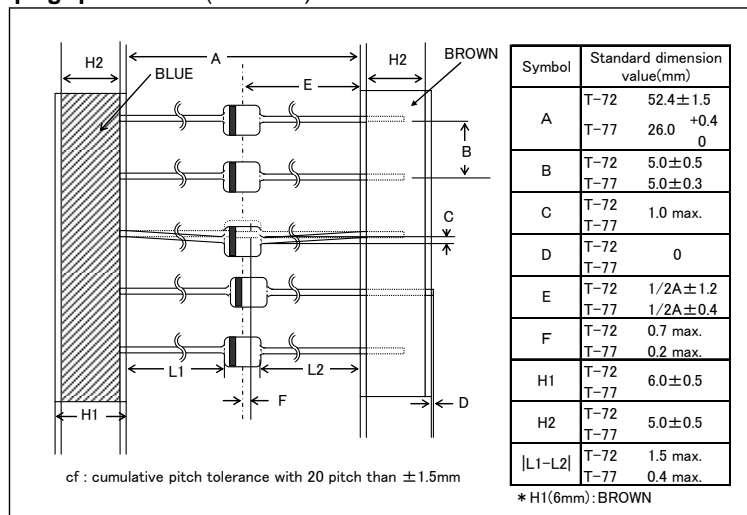 H2
A
H2
BROWN
BLUE
E
B
C
L1
L2
F
D
H1
cf : cumulative pitch tolerance with 20 pitch than ±1.5mm
Symbol Standard dimension value(mm)
A T-72 52.4±1.5
T-77 26.0 +0.4 0
B T-72 5.0±0.5
T-77 5.0±0.3
C T-72 T-77 1.0 max.
D T-72 T-77 0
E T-72 1/2A±1.2
T-77 1/2A±0.4
F T-72 0.7 max.
T-77 0.2 max.
H1 T-72 T-77 6.0±0.5
H2 T-72 T-77 5.0±0.5
|L1-L2| T-72 1.5 max.
T-77 0.4 max.
*H1(6mm):BROWN